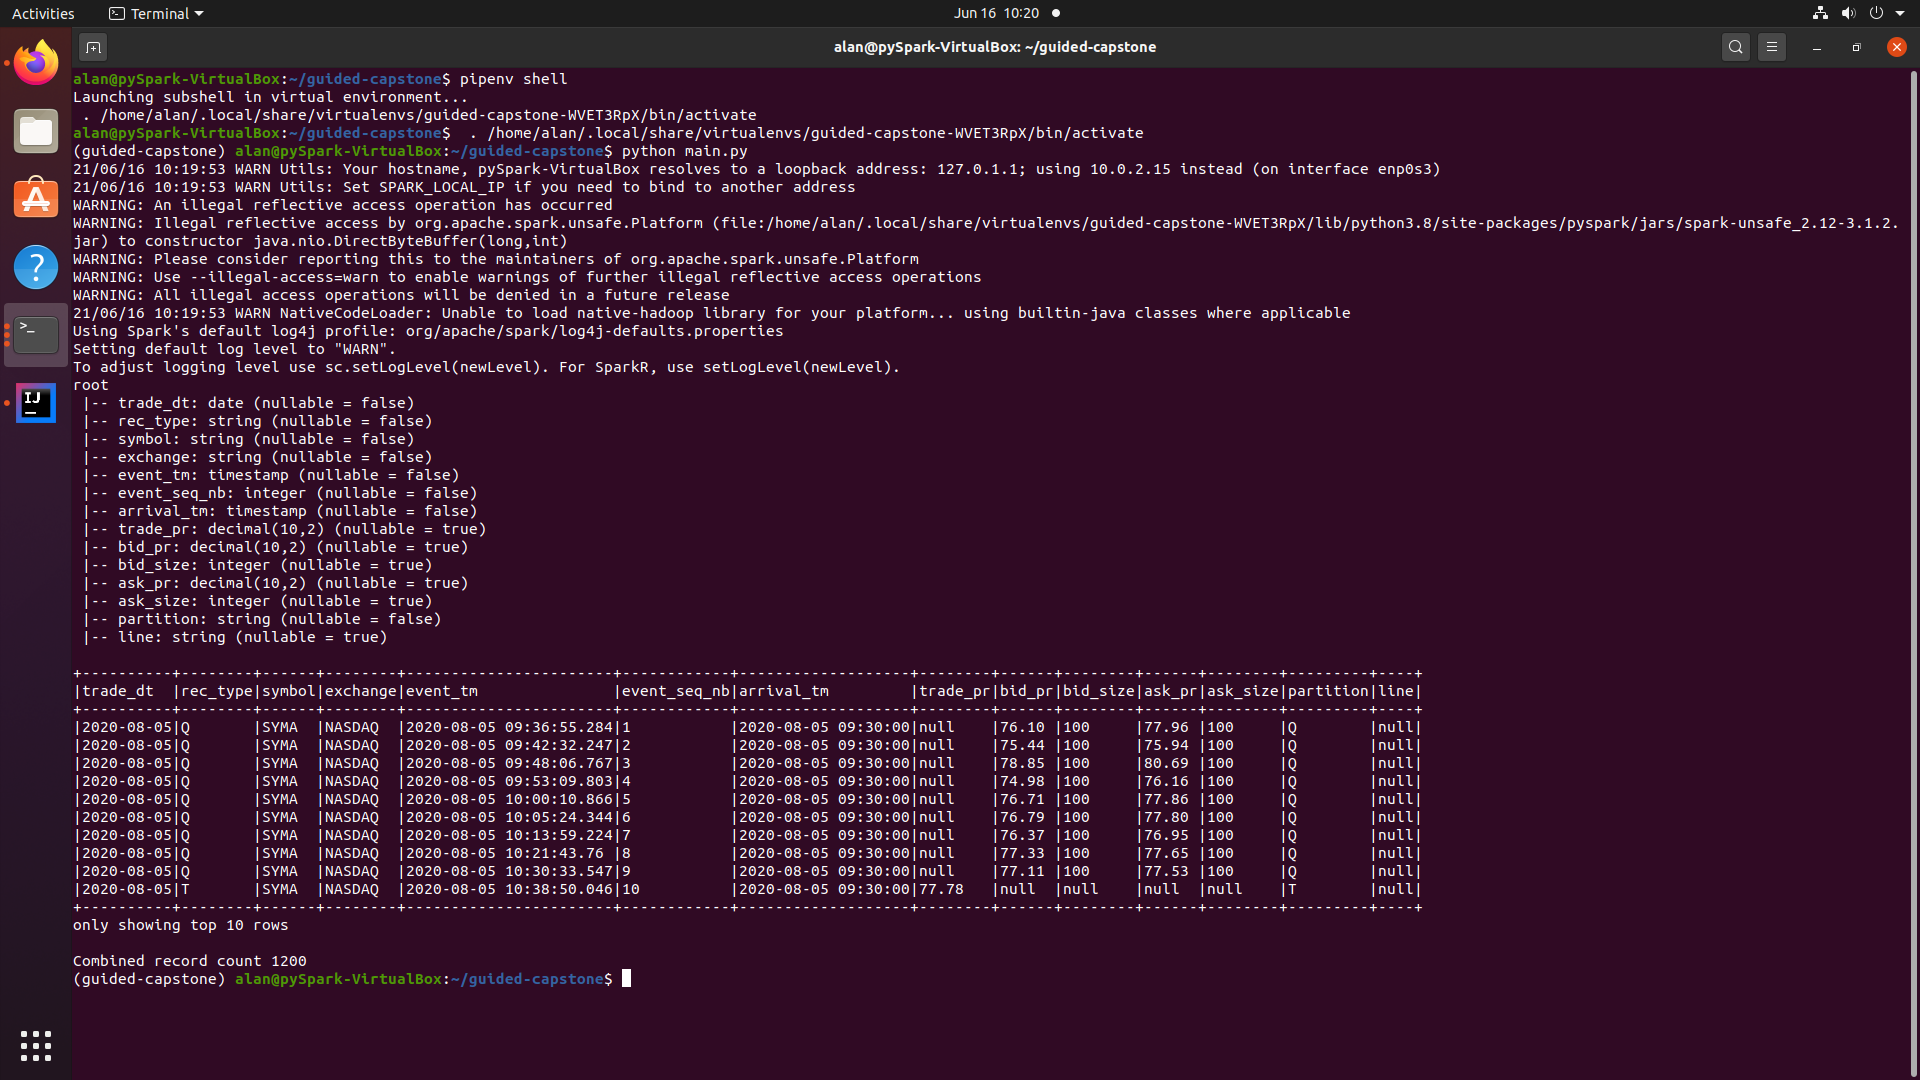 Activities Terminal Jun 16 10:20
alan@pySpark-VirtualBox: ~/guided-capstone
alan@pySpark-VirtualBox:~/guided-capstone$ pipenv shell
Launching subshell in virtual environment...
 . /home/alan/.local/share/virtualenvs/guided-capstone-WVET3RpX/bin/activate
alan@pySpark-VirtualBox:~/guided-capstone$  . /home/alan/.local/share/virtualenvs/guided-capstone-WVET3RpX/bin/activate
(guided-capstone) alan@pySpark-VirtualBox:~/guided-capstone$ python main.py
21/06/16 10:19:53 WARN Utils: Your hostname, pySpark-VirtualBox resolves to a loopback address: 127.0.1.1; using 10.0.2.15 instead (on interface enp0s3)
21/06/16 10:19:53 WARN Utils: Set SPARK_LOCAL_IP if you need to bind to another address
WARNING: An illegal reflective access operation has occurred
WARNING: Illegal reflective access by org.apache.spark.unsafe.Platform (file:/home/alan/.local/share/virtualenvs/guided-capstone-WVET3RpX/lib/python3.8/site-packages/pyspark/jars/spark-unsafe_2.12-3.1.2.
jar) to constructor java.nio.DirectByteBuffer(long,int)
WARNING: Please consider reporting this to the maintainers of org.apache.spark.unsafe.Platform
WARNING: Use --illegal-access=warn to enable warnings of further illegal reflective access operations
WARNING: All illegal access operations will be denied in a future release
21/06/16 10:19:53 WARN NativeCodeLoader: Unable to load native-hadoop library for your platform... using builtin-java classes where applicable
Using Spark's default log4j profile: org/apache/spark/log4j-defaults.properties
Setting default log level to "WARN".
To adjust logging level use sc.setLogLevel(newLevel). For SparkR, use setLogLevel(newLevel).
root
 |-- trade_dt: date (nullable = false)
 |-- rec_type: string (nullable = false)
 |-- symbol: string (nullable = false)
 |-- exchange: string (nullable = false)
 |-- event_tm: timestamp (nullable = false)
 |-- event_seq_nb: integer (nullable = false)
 |-- arrival_tm: timestamp (nullable = false)
 |-- trade_pr: decimal(10,2) (nullable = true)
 |-- bid_pr: decimal(10,2) (nullable = true)
 |-- bid_size: integer (nullable = true)
 |-- ask_pr: decimal(10,2) (nullable = true)
 |-- ask_size: integer (nullable = true)
 |-- partition: string (nullable = false)
 |-- line: string (nullable = true)
+----------+--------+------+--------+-----------------------+------------+-------------------+--------+------+--------+------+--------+---------+----+
|trade_dt  |rec_type|symbol|exchange|event_tm               |event_seq_nb|arrival_tm         |trade_pr|bid_pr|bid_size|ask_pr|ask_size|partition|line|
+----------+--------+------+--------+-----------------------+------------+-------------------+--------+------+--------+------+--------+---------+----+
|2020-08-05|Q       |SYMA  |NASDAQ  |2020-08-05 09:36:55.284|1           |2020-08-05 09:30:00|null    |76.10 |100     |77.96 |100     |Q        |null|
|2020-08-05|Q       |SYMA  |NASDAQ  |2020-08-05 09:42:32.247|2           |2020-08-05 09:30:00|null    |75.44 |100     |75.94 |100     |Q        |null|
|2020-08-05|Q       |SYMA  |NASDAQ  |2020-08-05 09:48:06.767|3           |2020-08-05 09:30:00|null    |78.85 |100     |80.69 |100     |Q        |null|
|2020-08-05|Q       |SYMA  |NASDAQ  |2020-08-05 09:53:09.803|4           |2020-08-05 09:30:00|null    |74.98 |100     |76.16 |100     |Q        |null|
|2020-08-05|Q       |SYMA  |NASDAQ  |2020-08-05 10:00:10.866|5           |2020-08-05 09:30:00|null    |76.71 |100     |77.86 |100     |Q        |null|
|2020-08-05|Q       |SYMA  |NASDAQ  |2020-08-05 10:05:24.344|6           |2020-08-05 09:30:00|null    |76.79 |100     |77.80 |100     |Q        |null|
|2020-08-05|Q       |SYMA  |NASDAQ  |2020-08-05 10:13:59.224|7           |2020-08-05 09:30:00|null    |76.37 |100     |76.95 |100     |Q        |null|
|2020-08-05|Q       |SYMA  |NASDAQ  |2020-08-05 10:21:43.76 |8           |2020-08-05 09:30:00|null    |77.33 |100     |77.65 |100     |Q        |null|
|2020-08-05|Q       |SYMA  |NASDAQ  |2020-08-05 10:30:33.547|9           |2020-08-05 09:30:00|null    |77.11 |100     |77.53 |100     |Q        |null|
|2020-08-05|T       |SYMA  |NASDAQ  |2020-08-05 10:38:50.046|10          |2020-08-05 09:30:00|77.78   |null  |null    |null  |null    |T        |null|
+----------+--------+------+--------+-----------------------+------------+-------------------+--------+------+--------+------+--------+---------+----+
only showing top 10 rows
Combined record count 1200
(guided-capstone) alan@pySpark-VirtualBox:~/guided-capstone$